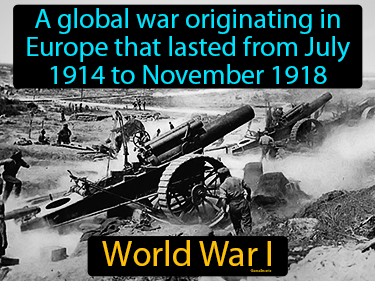 A global war originating in
Europe that lasted from July
1914 to November 1918
World War I